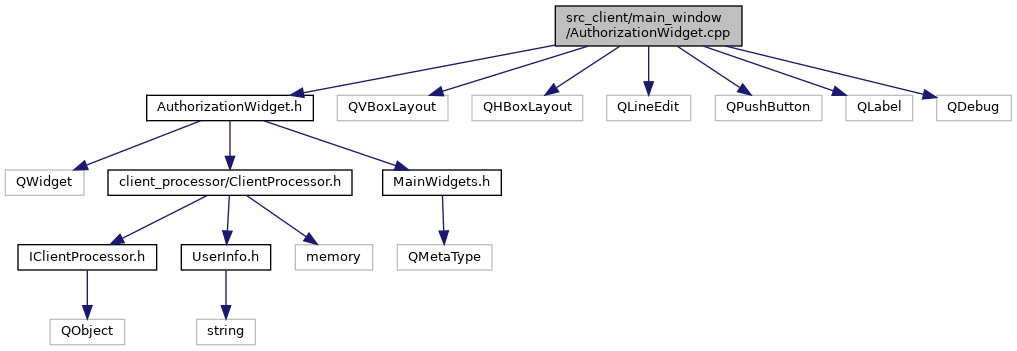 src_client/main_window
/AuthorizationWidget.cpp
AuthorizationWidget.h
QVBoxLayout
QHBoxLayout
QLineEdit
QPushButton
QLabel
QDebug
QWidget
client_processor/ClientProcessor.h
MainWidgets.h
IClientProcessor.h
UserInfo.h
memory
QMetaType
QObject
string